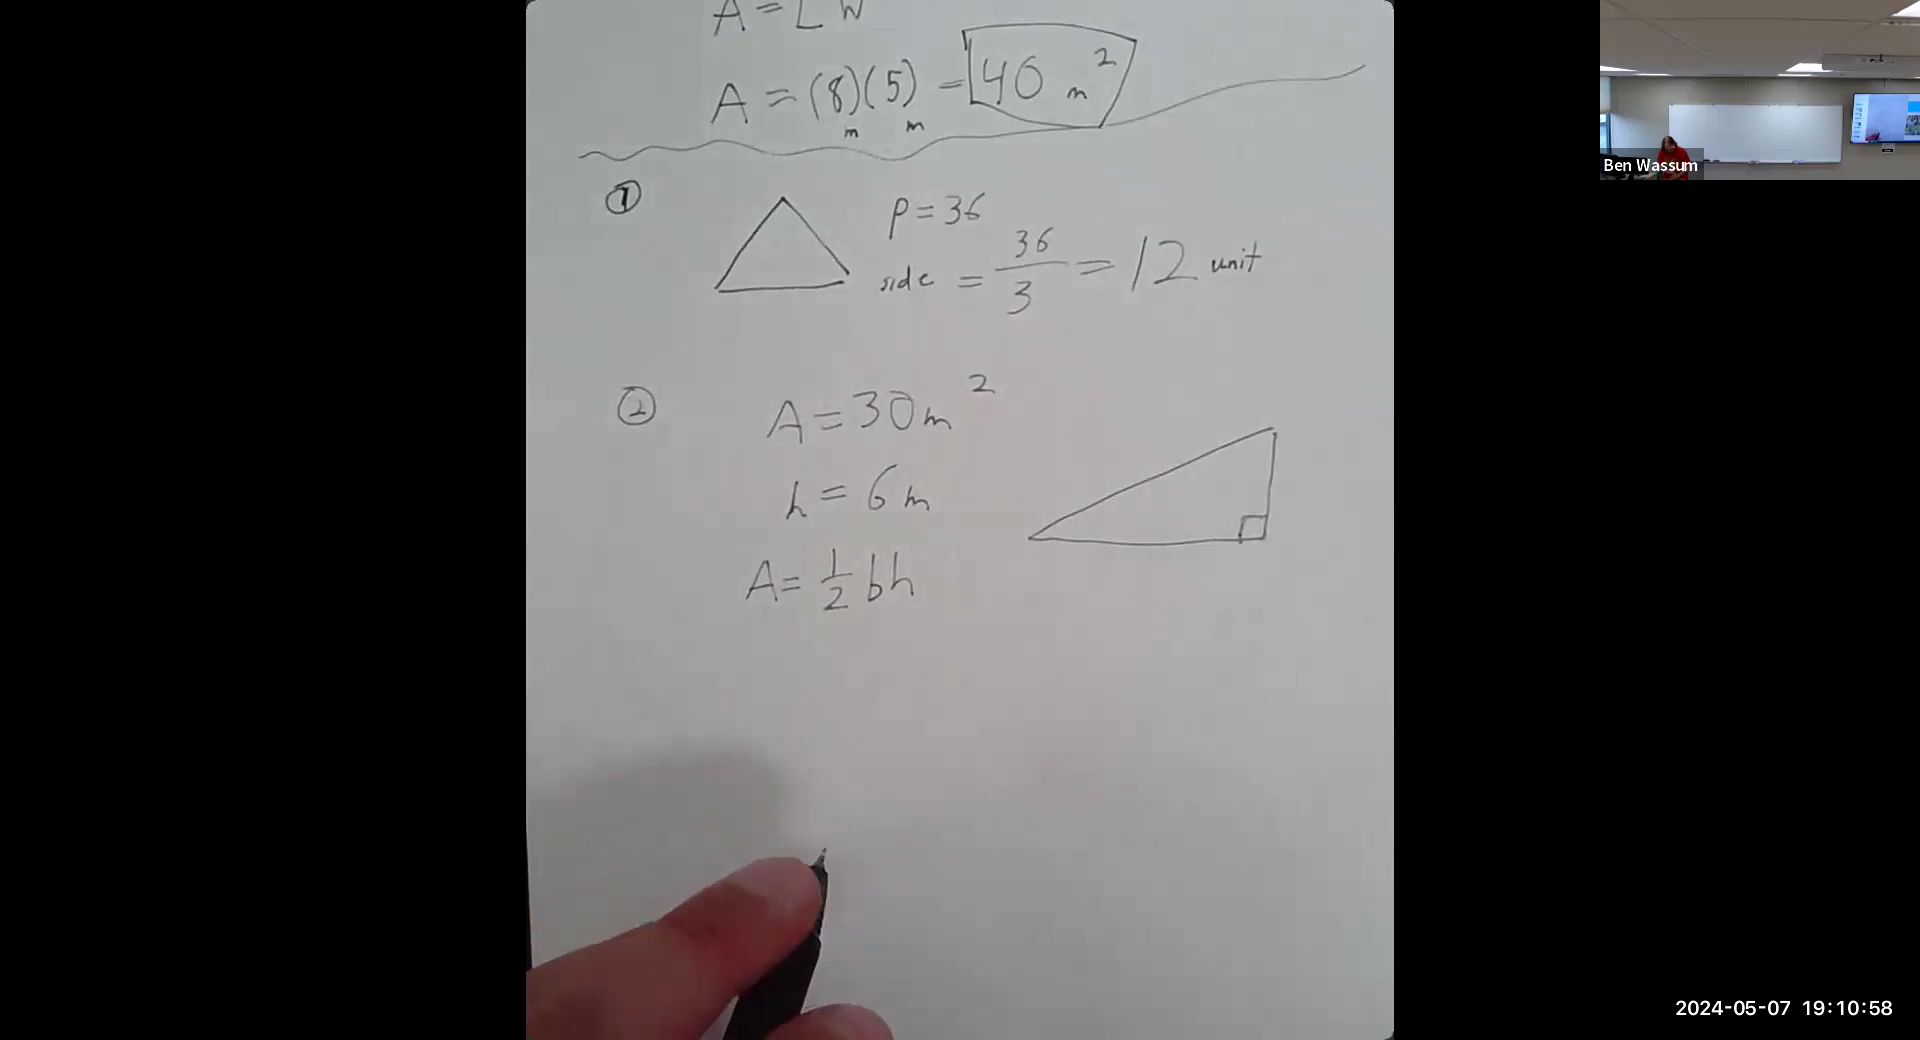 A = L W
A = (8)(5) = 40 m²
m m
①
P = 36
side = 36/3 = 12 unit
②
A = 30 m²
h = 6 m
A = 1/2 bh
Ben Wassum
2024-05-07 19:10:58